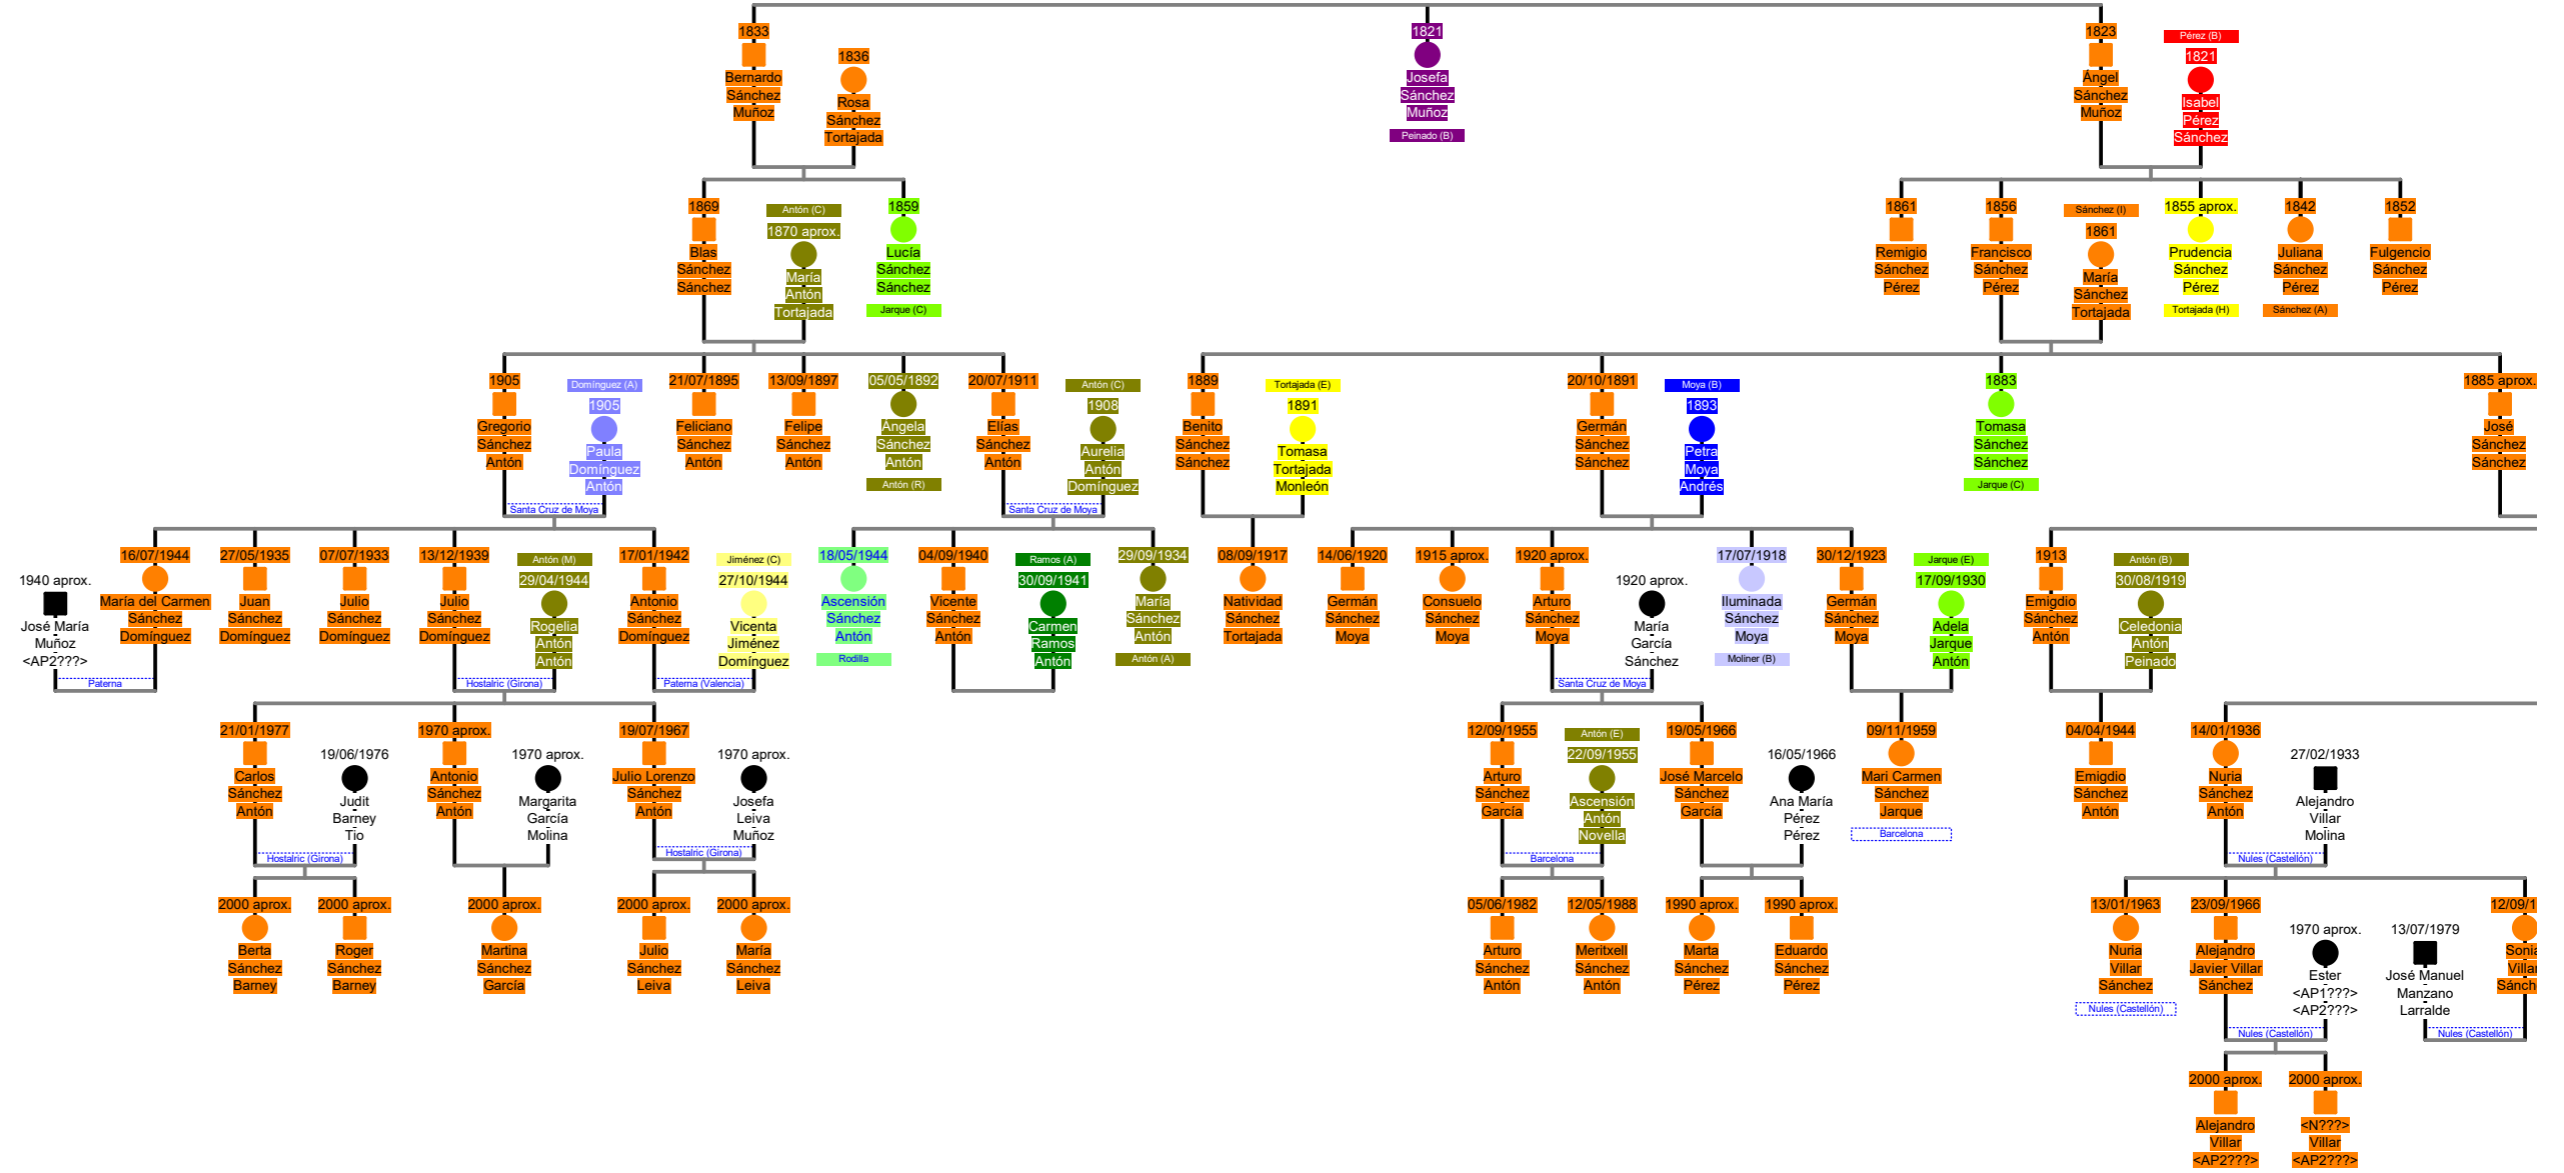 1833
Bernardo
Sánchez
Muñoz
1836
Rosa
Sánchez
Tortajada
1821
Josefa
Sánchez
Muñoz
Peinado (B)
1823
Ángel
Sánchez
Muñoz
Pérez (B)
1821
Isabel
Pérez
Sánchez
1869
Blas
Sánchez
Sánchez
Antón (C)
1870 aprox.
María
Antón
Tortajada
1859
Lucía
Sánchez
Sánchez
Jarque (C)
1861
Remigio
Sánchez
Pérez
1856
Francisco
Sánchez
Pérez
Sánchez (I)
1861
María
Sánchez
Tortajada
1855 aprox.
Prudencia
Sánchez
Pérez
Tortajada (H)
1842
Juliana
Sánchez
Pérez
Sánchez (A)
1852
Fulgencio
Sánchez
Pérez
1905
Gregorio
Sánchez
Antón
Domínguez (A)
1905
Paula
Domínguez
Antón
Santa Cruz de Moya
21/07/1895
Feliciano
Sánchez
Antón
13/09/1897
Felipe
Sánchez
Antón
05/05/1892
Ángela
Sánchez
Antón
Antón (R)
20/07/1911
Elías
Sánchez
Antón
Antón (C)
1908
Aurelia
Antón
Domínguez
Santa Cruz de Moya
1889
Benito
Sánchez
Sánchez
Tortajada (E)
1891
Tomasa
Tortajada
Monleón
20/10/1891
Germán
Sánchez
Sánchez
Moya (B)
1893
Petra
Moya
Andrés
1883
Tomasa
Sánchez
Sánchez
Jarque (C)
1885 aprox.
José
Sánchez
Sánchez
1940 aprox.
José María
Muñoz
<AP2???>
Paterna
16/07/1944
María del Carmen
Sánchez
Domínguez
27/05/1935
Juan
Sánchez
Domínguez
07/07/1933
Julio
Sánchez
Domínguez
13/12/1939
Julio
Sánchez
Domínguez
Antón (M)
29/04/1944
Rogelia
Antón
Antón
Hostalric (Girona)
17/01/1942
Antonio
Sánchez
Domínguez
Jiménez (C)
27/10/1944
Vicenta
Jiménez
Domínguez
Paterna (Valencia)
18/05/1944
Ascensión
Sánchez
Antón
Rodilla
04/09/1940
Vicente
Sánchez
Antón
Ramos (A)
30/09/1941
Carmen
Ramos
Antón
29/09/1934
María
Sánchez
Antón
Antón (A)
08/09/1917
Natividad
Sánchez
Tortajada
14/06/1920
Germán
Sánchez
Moya
1915 aprox.
Consuelo
Sánchez
Moya
1920 aprox.
Arturo
Sánchez
Moya
1920 aprox.
María
García
Sánchez
Santa Cruz de Moya
17/07/1918
Iluminada
Sánchez
Moya
Moliner (B)
30/12/1923
Germán
Sánchez
Moya
Jarque (E)
17/09/1930
Adela
Jarque
Antón
1913
Emigdio
Sánchez
Antón
Antón (B)
30/08/1919
Celedonia
Antón
Peinado
21/01/1977
Carlos
Sánchez
Antón
19/06/1976
Judit
Barney
Tio
Hostalric (Girona)
1970 aprox.
Antonio
Sánchez
Antón
1970 aprox.
Margarita
García
Molina
19/07/1967
Julio Lorenzo
Sánchez
Antón
1970 aprox.
Josefa
Leiva
Muñoz
Hostalric (Girona)
12/09/1955
Arturo
Sánchez
García
Antón (E)
22/09/1955
Ascensión
Antón
Novella
Barcelona
19/05/1966
José Marcelo
Sánchez
García
16/05/1966
Ana María
Pérez
Pérez
09/11/1959
Mari Carmen
Sánchez
Jarque
Barcelona
04/04/1944
Emigdio
Sánchez
Antón
14/01/1936
Nuria
Sánchez
Antón
27/02/1933
Alejandro
Villar
Molina
Nules (Castellón)
2000 aprox.
Berta
Sánchez
Barney
2000 aprox.
Roger
Sánchez
Barney
2000 aprox.
Martina
Sánchez
García
2000 aprox.
Julio
Sánchez
Leiva
2000 aprox.
María
Sánchez
Leiva
05/06/1982
Arturo
Sánchez
Antón
12/05/1988
Meritxell
Sánchez
Antón
1990 aprox.
Marta
Sánchez
Pérez
1990 aprox.
Eduardo
Sánchez
Pérez
13/01/1963
Nuria
Villar
Sánchez
Nules (Castellón)
23/09/1966
Alejandro
Javier Villar
Sánchez
1970 aprox.
Ester
<AP1???>
<AP2???>
Nules (Castellón)
13/07/1979
José Manuel
Manzano
Larralde
Nules (Castellón)
12/09/1
Sonia
Villar
Sánch
2000 aprox.
Alejandro
Villar
<AP2???>
2000 aprox.
<N???>
Villar
<AP2???>